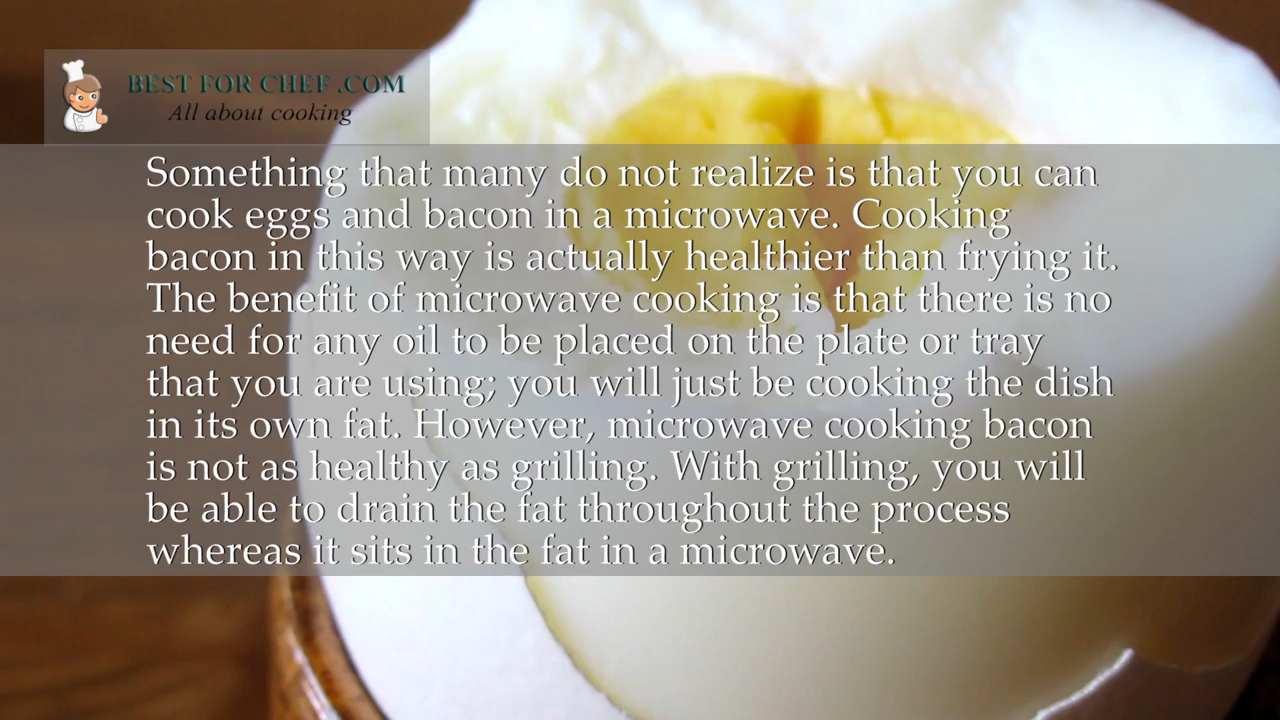 BEST FOR CHEF .COM
All about cooking
Something that many do not realize is that you can
cook eggs and bacon in a microwave. Cooking
bacon in this way is actually healthier than frying it.
The benefit of microwave cooking is that there is no
need for any oil to be placed on the plate or tray
that you are using; you will just be cooking the dish
in its own fat. However, microwave cooking bacon
is not as healthy as grilling. With grilling, you will
be able to drain the fat throughout the process
whereas it sits in the fat in a microwave.